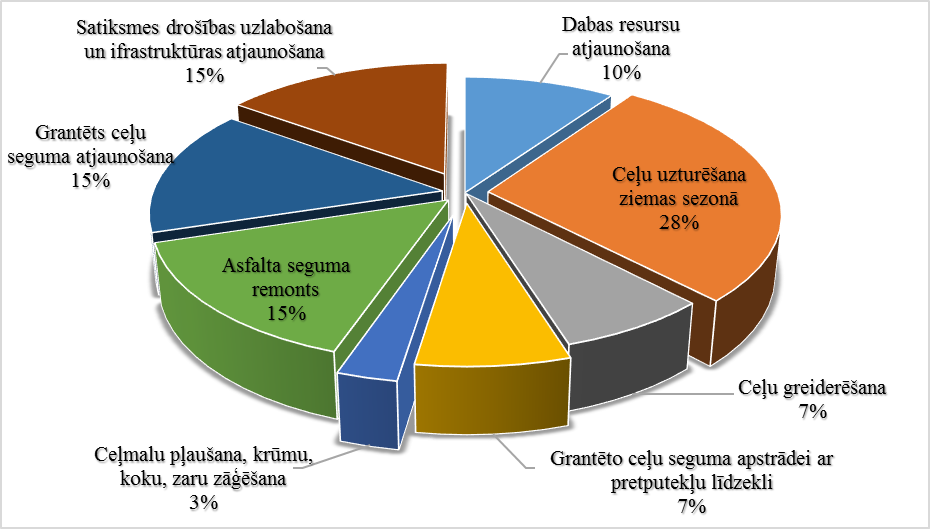 Satiksmes drošības uzlabošana
un ifrastruktūras atjaunošana
15%
Dabas resursu
atjaunošana
10%
Grantēts ceļu
seguma atjaunošana
15%
Ceļu uzturēšana
ziemas sezonā
28%
Asfalta seguma
remonts
15%
Ceļu greiderēšana
7%
Ceļmalu pļaušana, krūmu,
koku, zaru zāģēšana
3%
Grantēto ceļu seguma apstrādei ar
pretputekļu līdzekli
7%